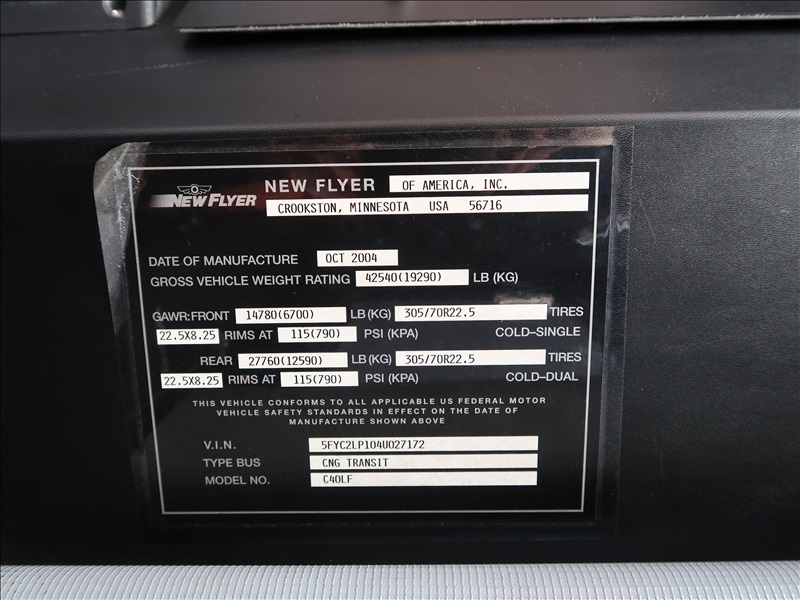 NEW FLYER NEW FLYER OF AMERICA, INC.
CROOKSTON, MINNESOTA USA 56716
DATE OF MANUFACTURE OCT 2004
GROSS VEHICLE WEIGHT RATING 42540(19290) LB (KG)
GAWR:FRONT 14780(6700) LB(KG) 305/70R22.5 TIRES
22.5X8.25 RIMS AT 115(790) PSI (KPA) COLD-SINGLE
REAR 27760(12590) LB(KG) 305/70R22.5 TIRES
22.5X8.25 RIMS AT 115(790) PSI (KPA) COLD-DUAL
THIS VEHICLE CONFORMS TO ALL APPLICABLE US FEDERAL MOTOR
VEHICLE SAFETY STANDARDS IN EFFECT ON THE DATE OF
MANUFACTURE SHOWN ABOVE
V.I.N. 5FYC2LP104U027172
TYPE BUS CNG TRANSIT
MODEL NO. C40LF